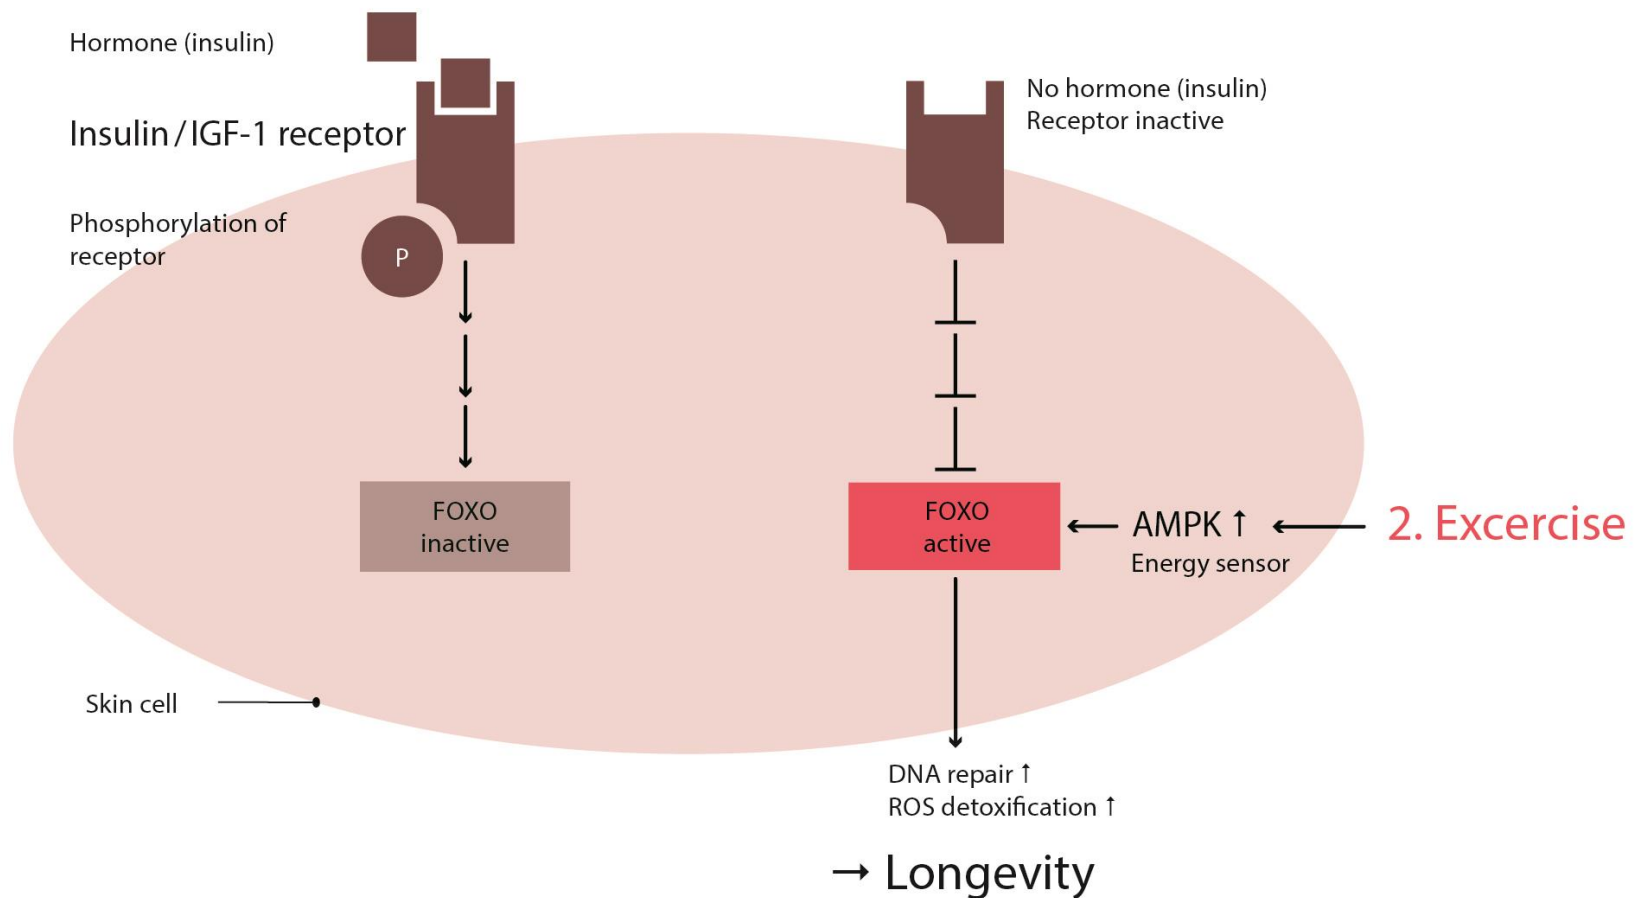 Hormone (insulin)
Insulin / IGF-1 receptor
Phosphorylation of
receptor
P
No hormone (insulin)
Receptor inactive
FOXO
inactive
FOXO
active
AMPK ↑
Energy sensor
2. Excercise
Skin cell
DNA repair ↑
ROS detoxification ↑
→ Longevity